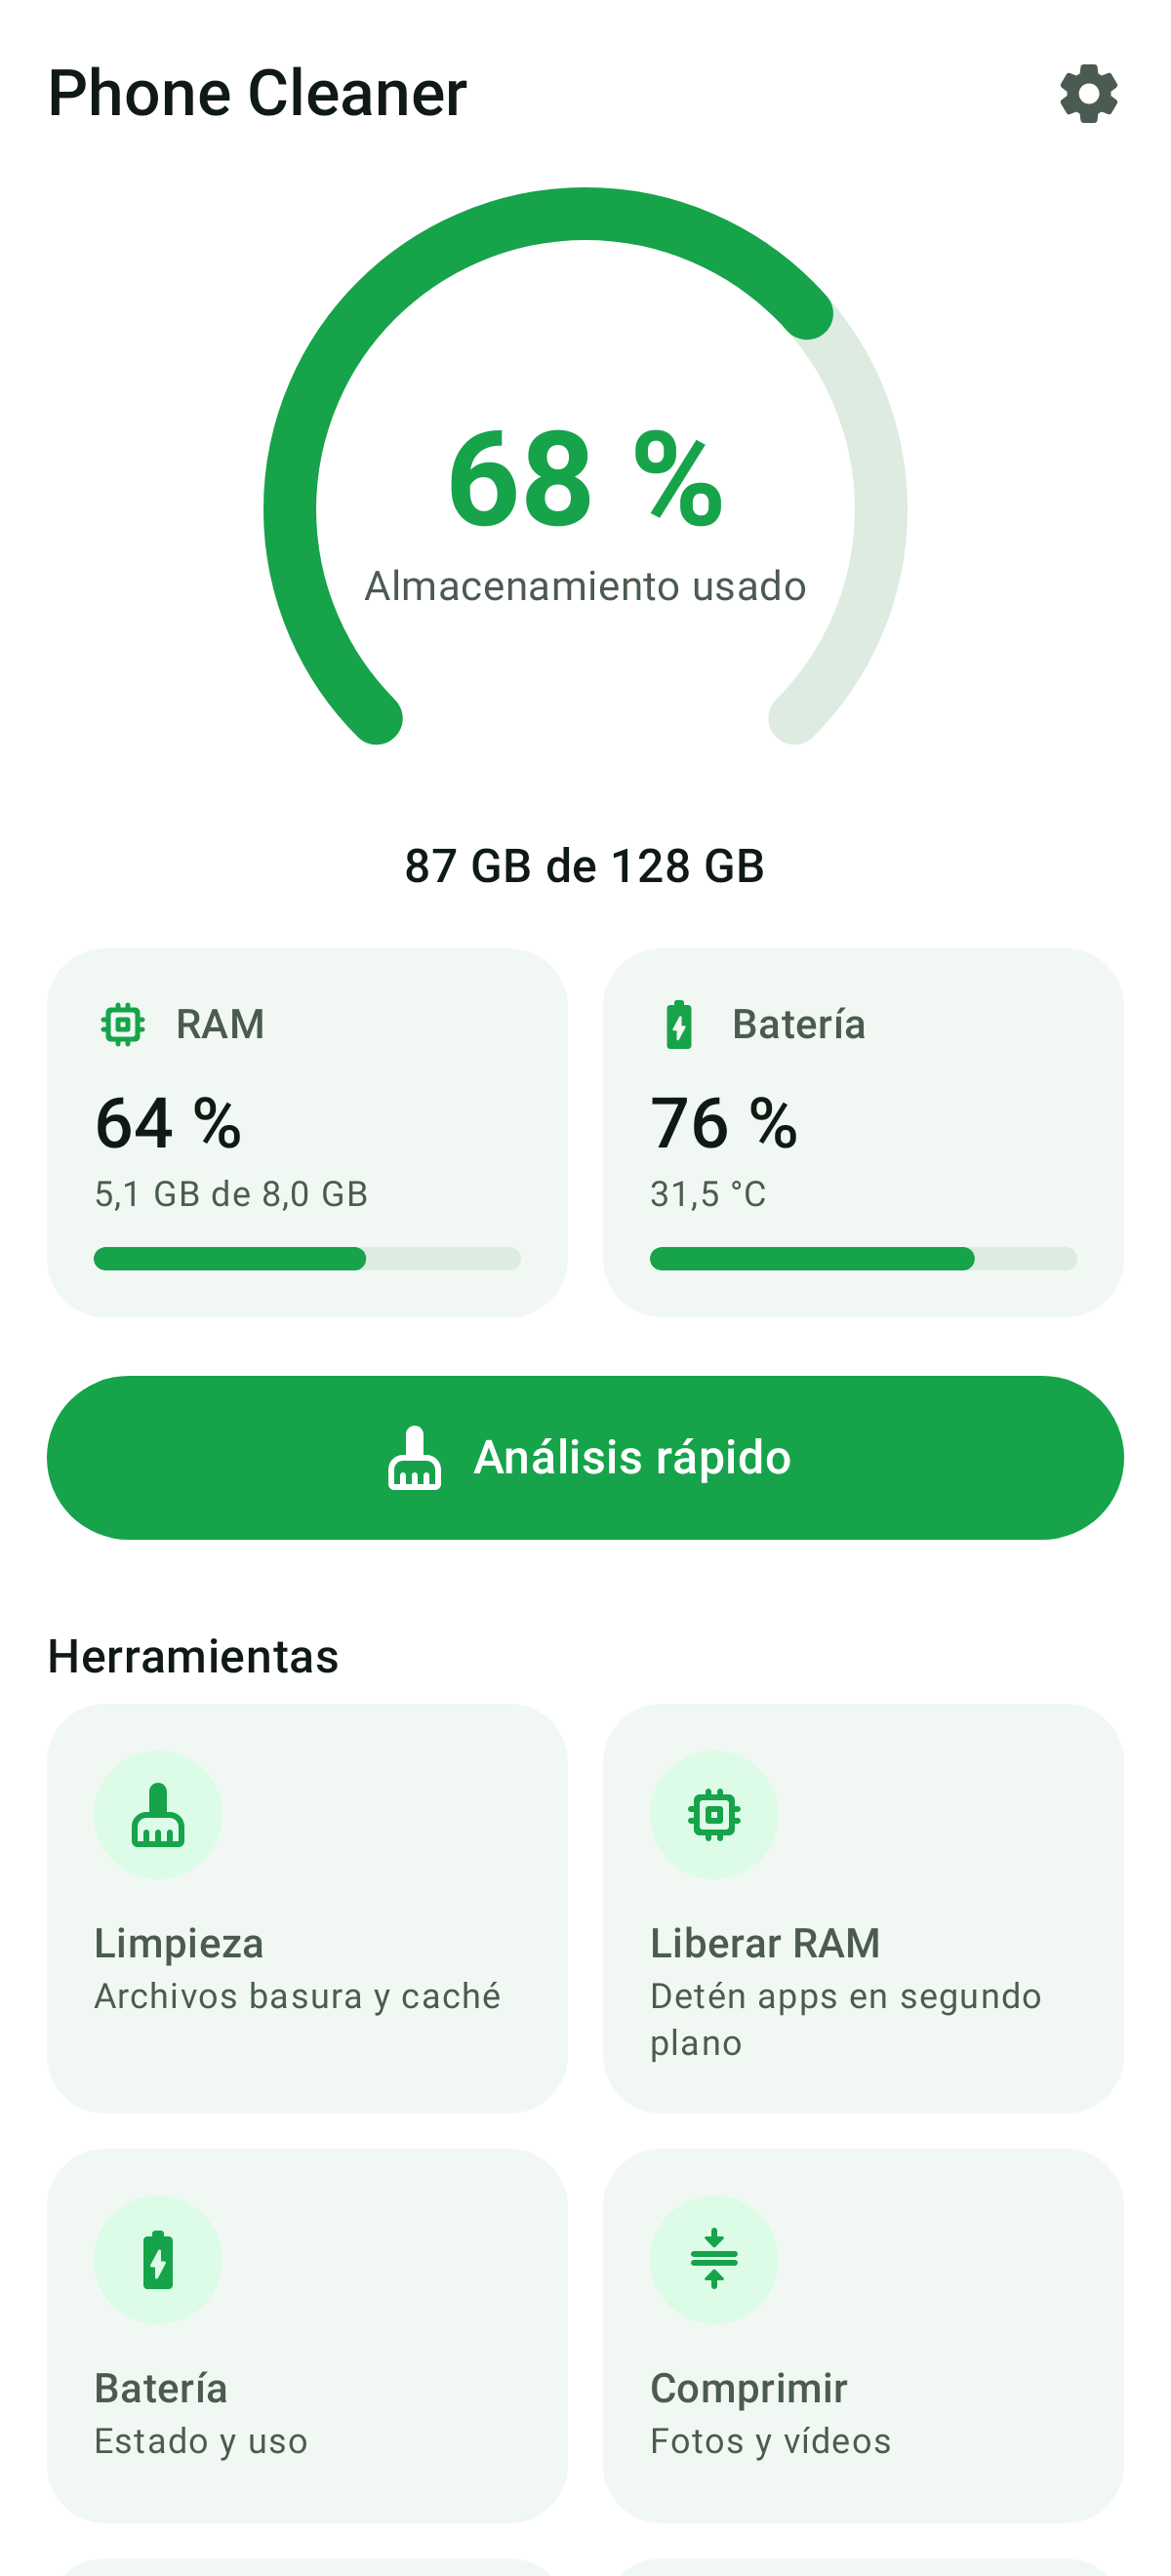 Phone Cleaner
68 %
Almacenamiento usado
87 GB de 128 GB
RAM
64 %
5,1 GB de 8,0 GB
Batería
76 %
31,5 °C
Análisis rápido
Herramientas
Limpieza
Archivos basura y caché
Liberar RAM
Detén apps en segundo
plano
Batería
Estado y uso
Comprimir
Fotos y vídeos